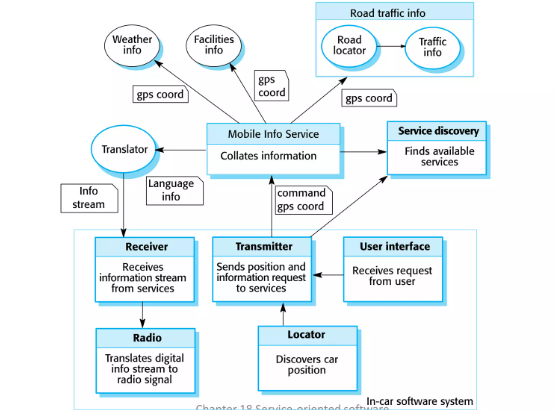 Road traffic info
Weather
info
Facilities
info
Road
locator
Traffic
info
gps
coord
gps coord
gps coord
Mobile Info Service
Collates information
Service discovery
Finds available
services
Translator
Info
stream
Language
info
command
gps coord
Receiver
Receives
information stream
from services
Transmitter
Sends position and
information request
to services
User interface
Receives request
from user
Radio
Translates digital
info stream to
radio signal
Locator
Discovers car
position
In-car software system
Chapter 18 Service-oriented software